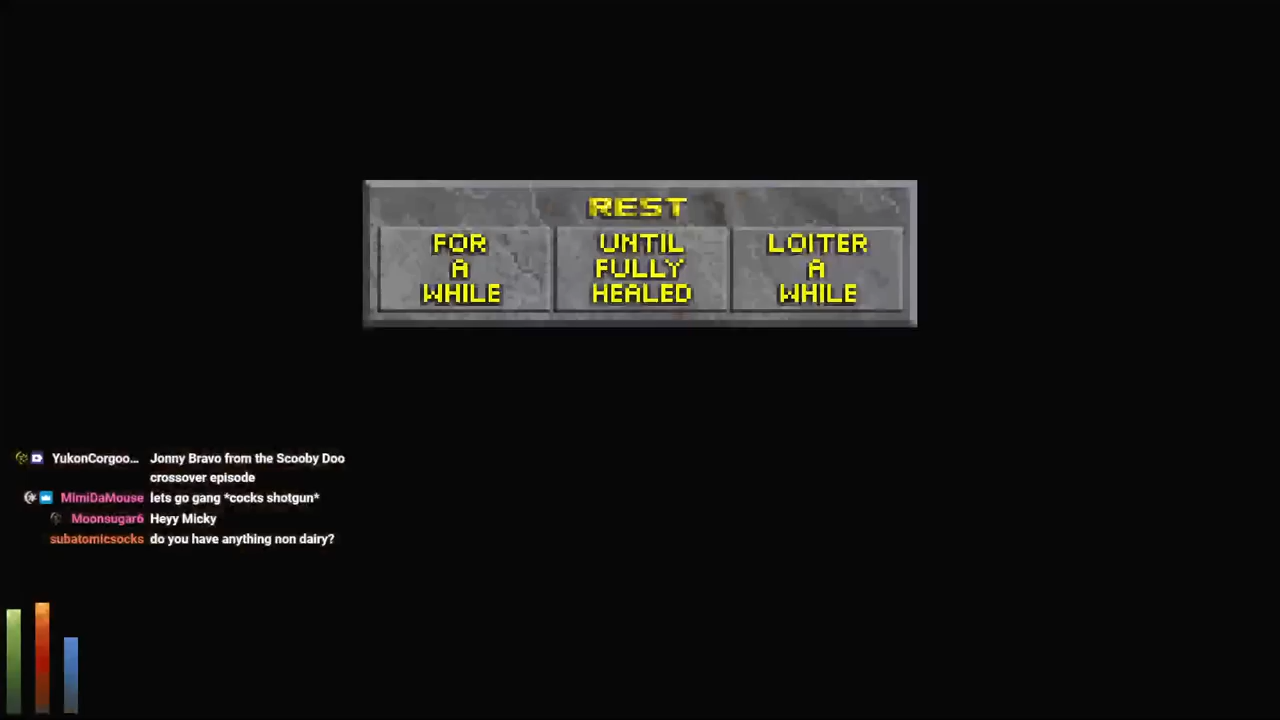 REST
FOR
A
WHILE
UNTIL
FULLY
HEALED
LOITER
A
WHILE
YukonCorgoo... Jonny Bravo from the Scooby Doo
crossover episode
MimiDaMouse lets go gang *cocks shotgun*
Moonsugar6 Heyy Micky
subatomicsocks do you have anything non dairy?